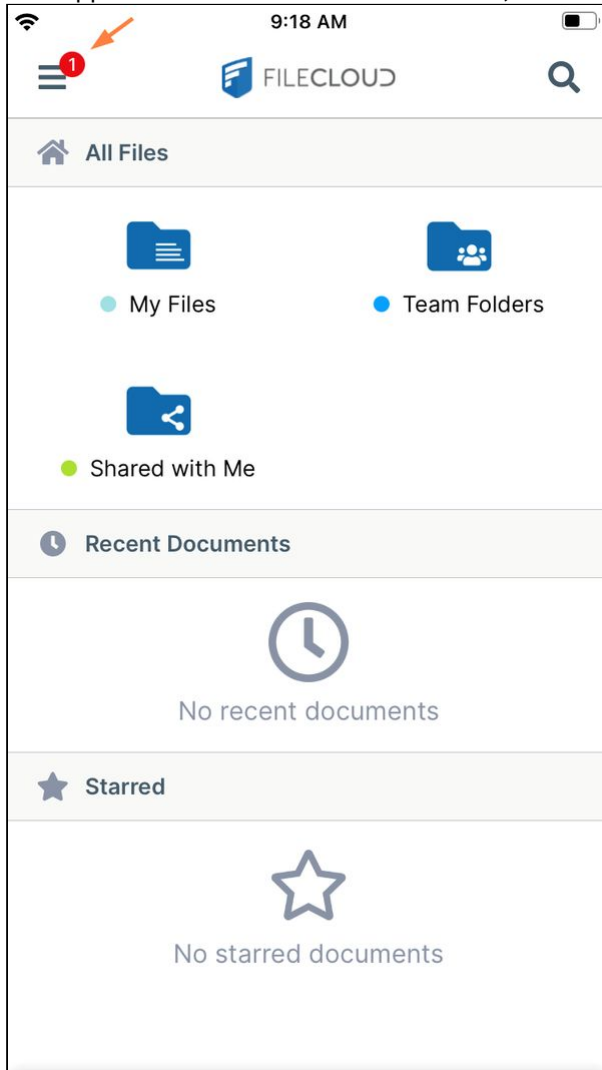 9:18 AM
1
FILECLOUD
All Files
My Files
Team Folders
Shared with Me
Recent Documents
No recent documents
Starred
No starred documents